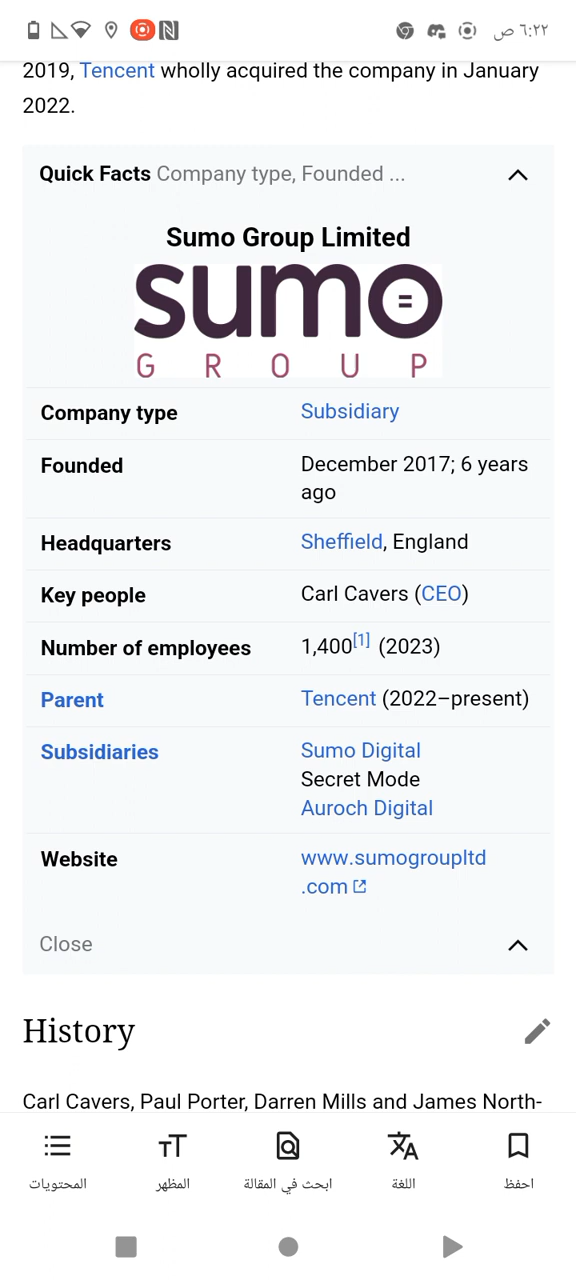 ٦:٢٢ ص
2019, Tencent wholly acquired the company in January
2022.
Quick Facts Company type, Founded ...
Sumo Group Limited
sumo
GROUP
Company type Subsidiary
Founded December 2017; 6 years
ago
Headquarters Sheffield, England
Key people Carl Cavers (CEO)
Number of employees 1,400[1] (2023)
Parent Tencent (2022–present)
Subsidiaries Sumo Digital
Secret Mode
Auroch Digital
Website www.sumogroupltd
.com
Close
History
Carl Cavers, Paul Porter, Darren Mills and James North-
المحتويات
المظهر
ابحث في المقالة
اللغة
احفظ